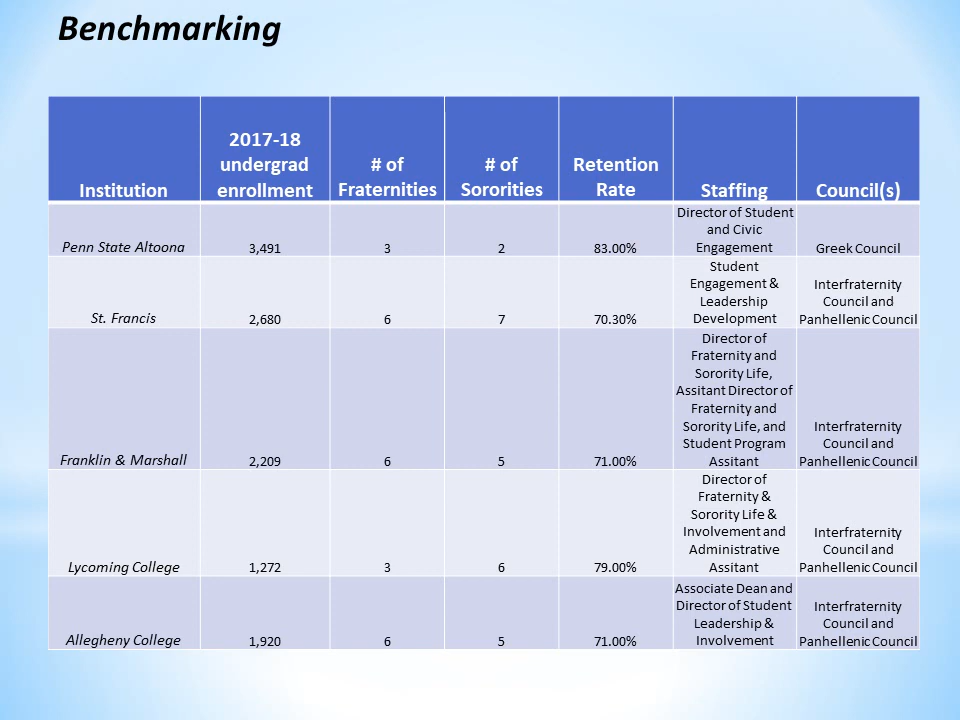 Benchmarking
Institution
2017-18
undergrad
enrollment
# of
Fraternities
# of
Sororities
Retention
Rate
Staffing
Council(s)
Penn State Altoona
3,491
3
2
83.00%
Director of Student
and Civic
Engagement
Greek Council
St. Francis
2,680
6
7
70.30%
Student
Engagement &
Leadership
Development
Interfraternity
Council and
Panhellenic Council
Franklin & Marshall
2,209
6
5
71.00%
Director of
Fraternity and
Sorority Life,
Assitant Director of
Fraternity and
Sorority Life, and
Student Program
Assitant
Interfraternity
Council and
Panhellenic Council
Lycoming College
1,272
3
6
79.00%
Director of
Fraternity &
Sorority Life &
Involvement and
Administrative
Assitant
Interfraternity
Council and
Panhellenic Council
Allegheny College
1,920
6
5
71.00%
Associate Dean and
Director of Student
Leadership &
Involvement
Interfraternity
Council and
Panhellenic Council